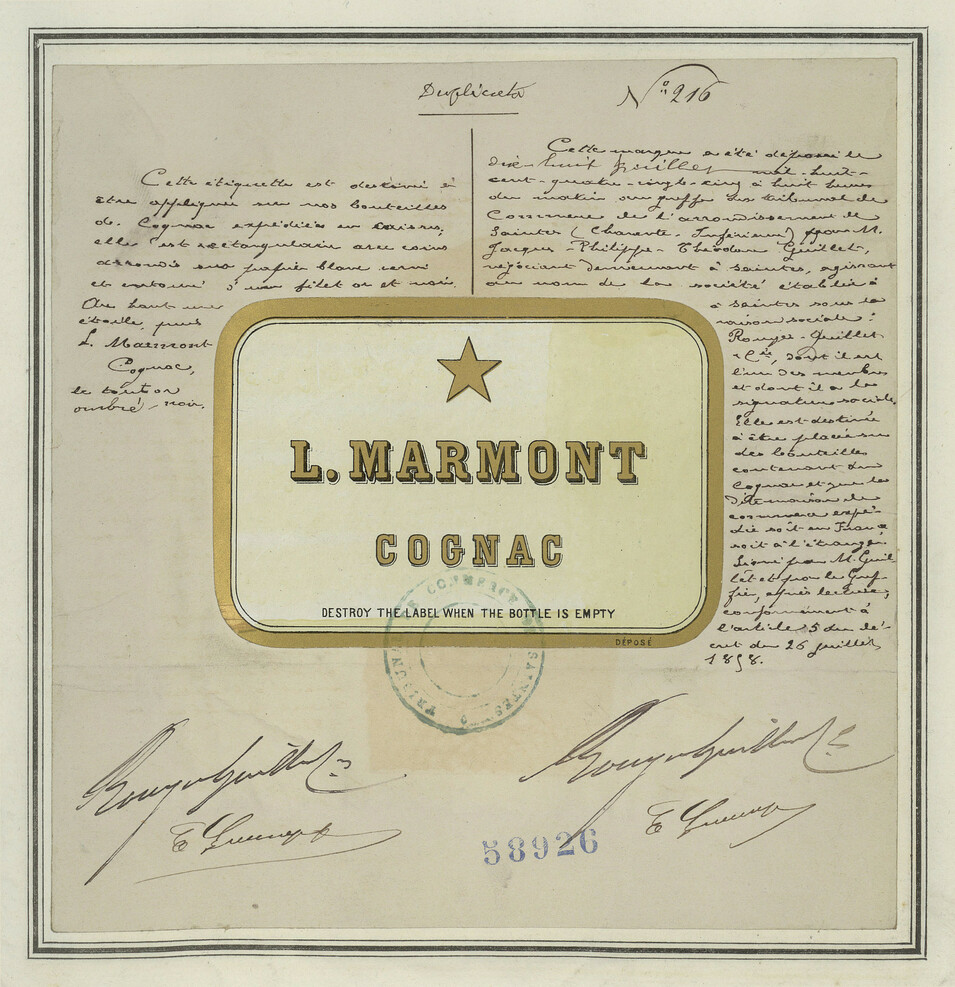 Duplicata
N° 216
Cette étiquette est destinée à
être appliquée sur nos bouteilles
de Cognac expédiées en caisses,
elle est rectangulaire avec coins
arrondis sur papier blanc verni
et entouré d'un filet or et noir.
En haut une
étoile, puis
L. Marmont
Cognac,
le tout or
ombré noir.
Cette marque a été déposée le
dix huit juillet mil-huit-
cent-quatre-vingt-cinq à huit heures
du matin au greffe du tribunal de
Commerce de l'arrondissement de
Saintes (Charente-Inférieure) par M.
Jacques-Philippe-Théodore Guillet,
négociant demeurant à Saintes, agissant
au nom de la société établie à
à Saintes sous la
raison sociale:
Rouyer-Guillet
& Cie, dont il est
l'un des membres
et dont il a la
signature sociale.
Elle est destinée
à être placée sur
des bouteilles
contenant du
Cognac et que la
dite maison de
commerce expé-
die soit en France
soit à l'étranger.
Signé par M. Guil-
let et par le Gref-
fier, après lecture,
conformément à
l'article 5 du dé-
cret du 26 juillet
1858.
L. MARMONT
COGNAC
DESTROY THE LABEL WHEN THE BOTTLE IS EMPTY
DÉPOSÉ
TRIBUNAL DE COMMERCE DE SAINTES
Rouyer Guillet & Cie
Rouyer Guillet & Cie
58926